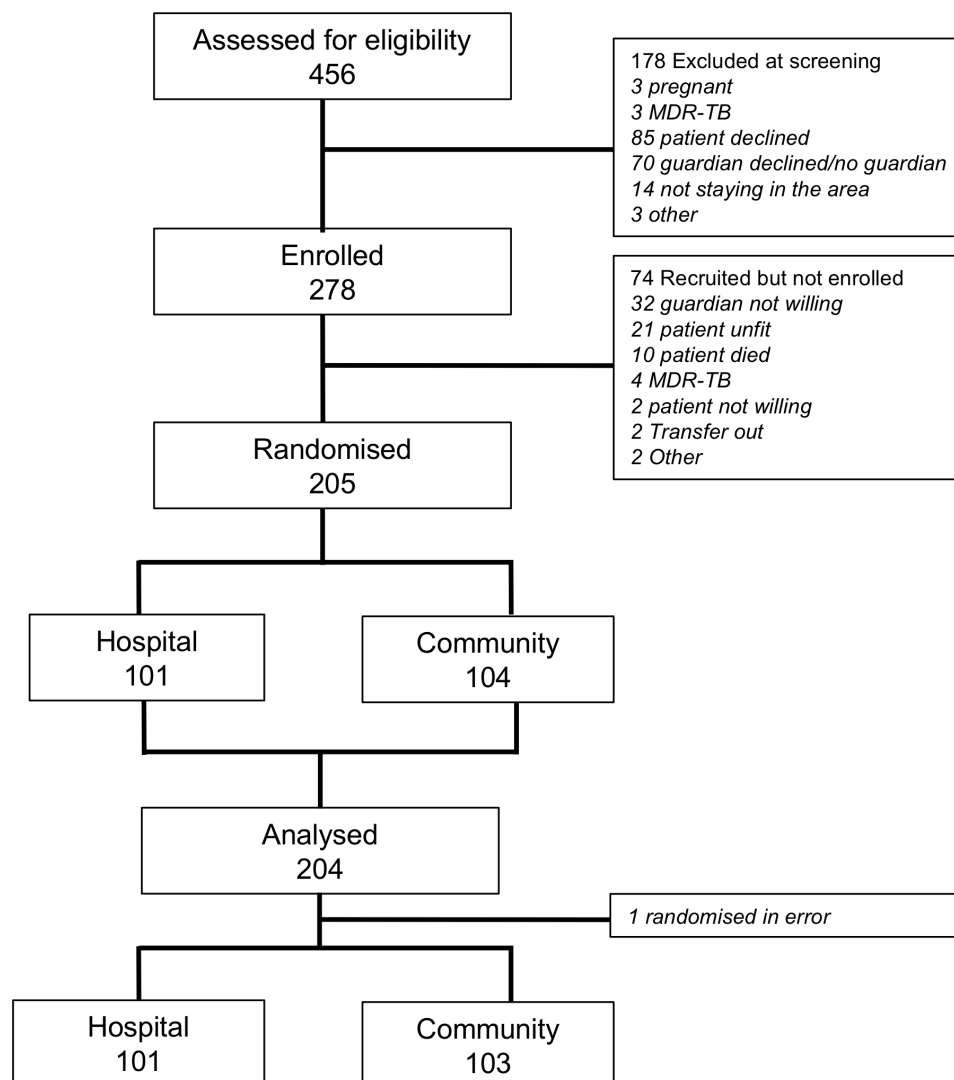 Assessed for eligibility
456
178 Excluded at screening
3 pregnant
3 MDR-TB
85 patient declined
70 guardian declined/no guardian
14 not staying in the area
3 other
Enrolled
278
74 Recruited but not enrolled
32 guardian not willing
21 patient unfit
10 patient died
4 MDR-TB
2 patient not willing
2 Transfer out
2 Other
Randomised
205
Hospital
101
Community
104
Analysed
204
1 randomised in error
Hospital
101
Community
103